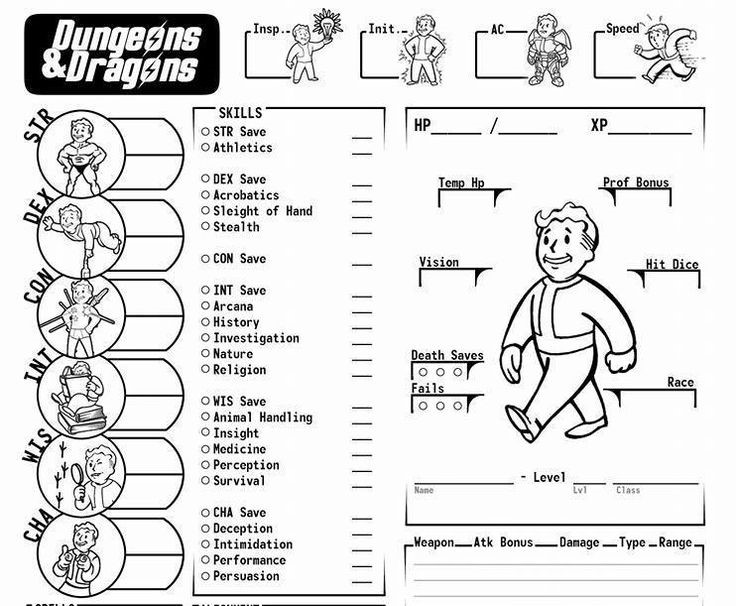 Dungeons
&Dragons
Insp.
Init.
AC
Speed
STR
DEX
CON
INT
WIS
CHA
SKILLS
STR Save
Athletics
DEX Save
Acrobatics
Sleight of Hand
Stealth
CON Save
INT Save
Arcana
History
Investigation
Nature
Religion
WIS Save
Animal Handling
Insight
Medicine
Perception
Survival
CHA Save
Deception
Intimidation
Performance
Persuasion
HP / XP
Temp Hp
Prof Bonus
Vision
Hit Dice
Death Saves
Fails
Race
- Level
Name Lvl Class
Weapon Atk Bonus Damage Type Range